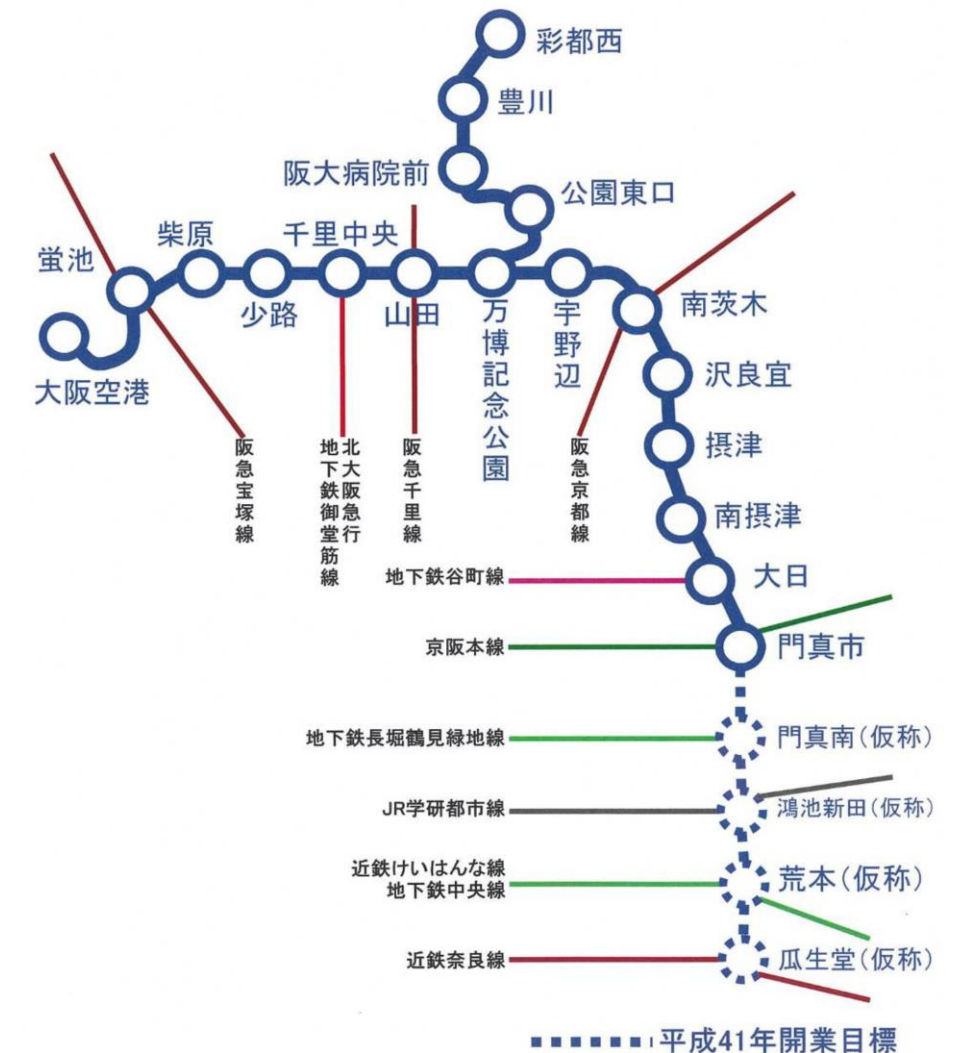 彩都西
豊川
阪大病院前
公園東口
蛍池
柴原
千里中央
少路
山田
万博記念公園
宇野辺
南茨木
大阪空港
沢良宜
摂津
南摂津
大日
門真市
阪急宝塚線
北大阪急行
地下鉄御堂筋線
阪急千里線
阪急京都線
地下鉄谷町線
京阪本線
地下鉄長堀鶴見緑地線
門真南(仮称)
JR学研都市線
鴻池新田(仮称)
近鉄けいはんな線
地下鉄中央線
荒本(仮称)
近鉄奈良線
瓜生堂(仮称)
平成41年開業目標